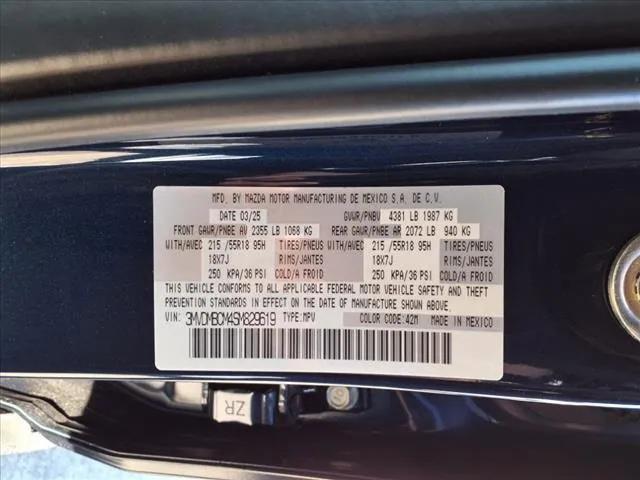 MFD. BY MAZDA MOTOR MANUFACTURING DE MEXICO S.A. DE C.V.
DATE 03/25 GVWR/PNBV 4381 LB 1987 KG
FRONT GAWR/PNBE AV 2355 LB 1068 KG REAR GAWR/PNBE AR 2072 LB 940 KG
WITH/AVEC 215 /55R18 95H TIRES/PNEUS WITH/AVEC 215 /55R18 95H TIRES/PNEUS
18X7J RIMS/JANTES 18X7J RIMS/JANTES
250 KPA/36 PSI COLD/A FROID 250 KPA/36 PSI COLD/A FROID
THIS VEHICLE CONFORMS TO ALL APPLICABLE FEDERAL MOTOR VEHICLE SAFETY AND THEFT
PREVENTION STANDARDS IN EFFECT ON THE DATE OF MANUFACTURE SHOWN ABOVE.
VIN: 3MVDMBCM4SM829619 TYPE:MPV COLOR CODE:42M MADE IN MEXICO
ZR
S